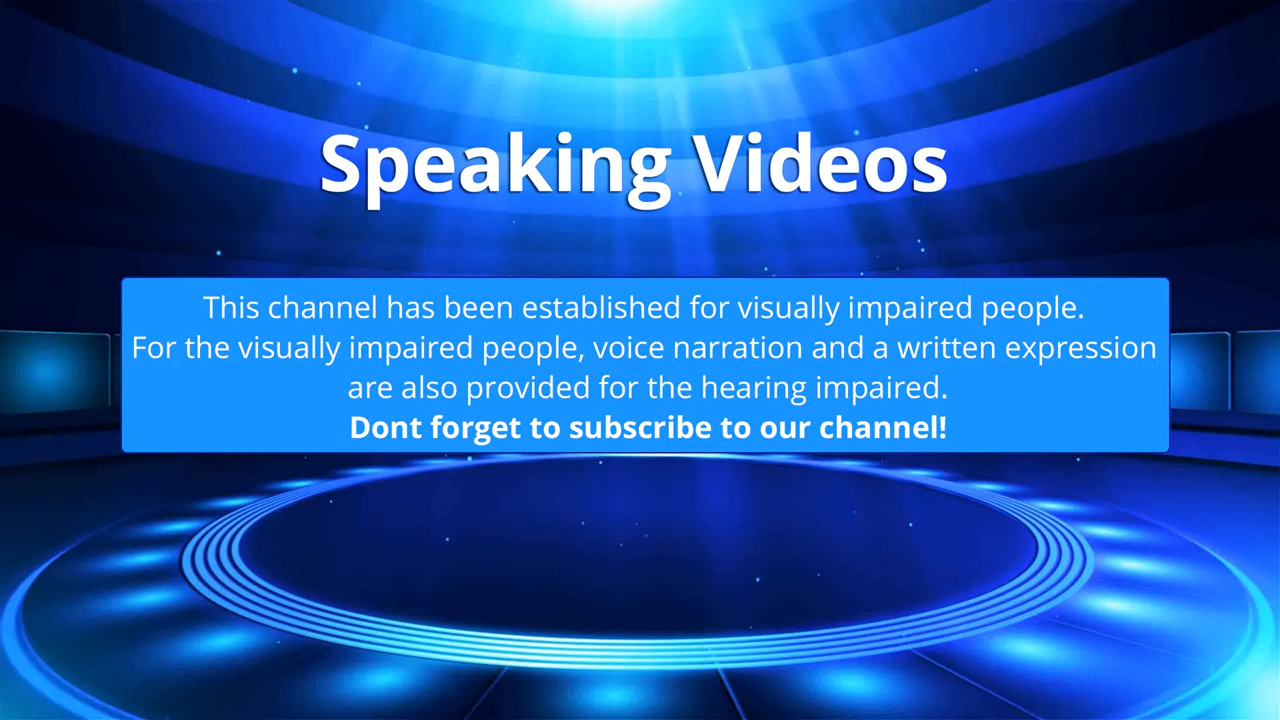 Speaking Videos
This channel has been established for visually impaired people.
For the visually impaired people, voice narration and a written expression
are also provided for the hearing impaired.
Dont forget to subscribe to our channel!